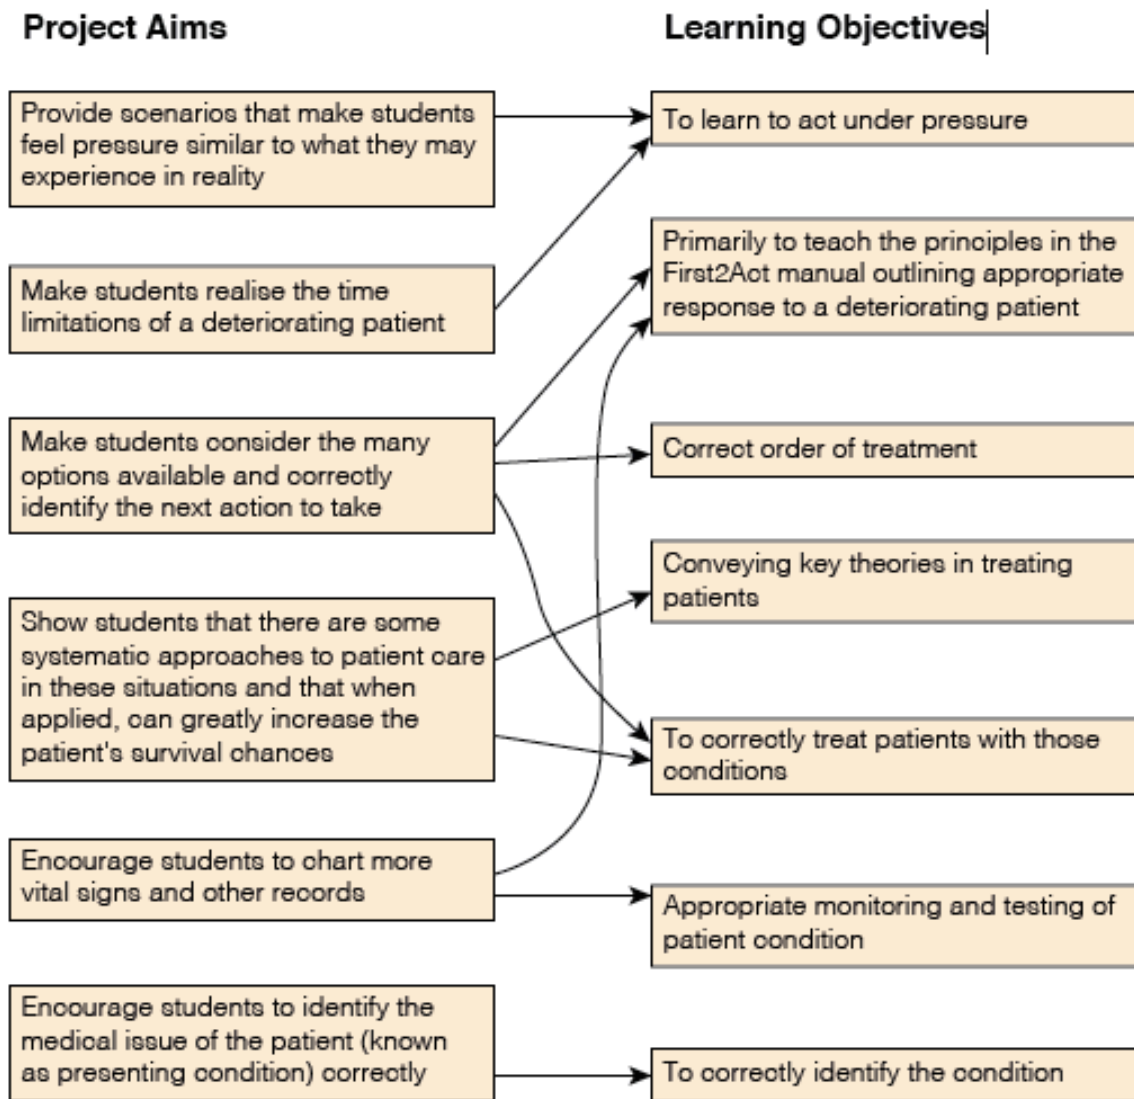 Project Aims
Learning Objectives
Provide scenarios that make students
feel pressure similar to what they may
experience in reality
To learn to act under pressure
Make students realise the time
limitations of a deteriorating patient
Primarily to teach the principles in the
First2Act manual outlining appropriate
response to a deteriorating patient
Make students consider the many
options available and correctly
identify the next action to take
Correct order of treatment
Conveying key theories in treating
patients
Show students that there are some
systematic approaches to patient care
in these situations and that when
applied, can greatly increase the
patient's survival chances
To correctly treat patients with those
conditions
Encourage students to chart more
vital signs and other records
Appropriate monitoring and testing of
patient condition
Encourage students to identify the
medical issue of the patient (known
as presenting condition) correctly
To correctly identify the condition